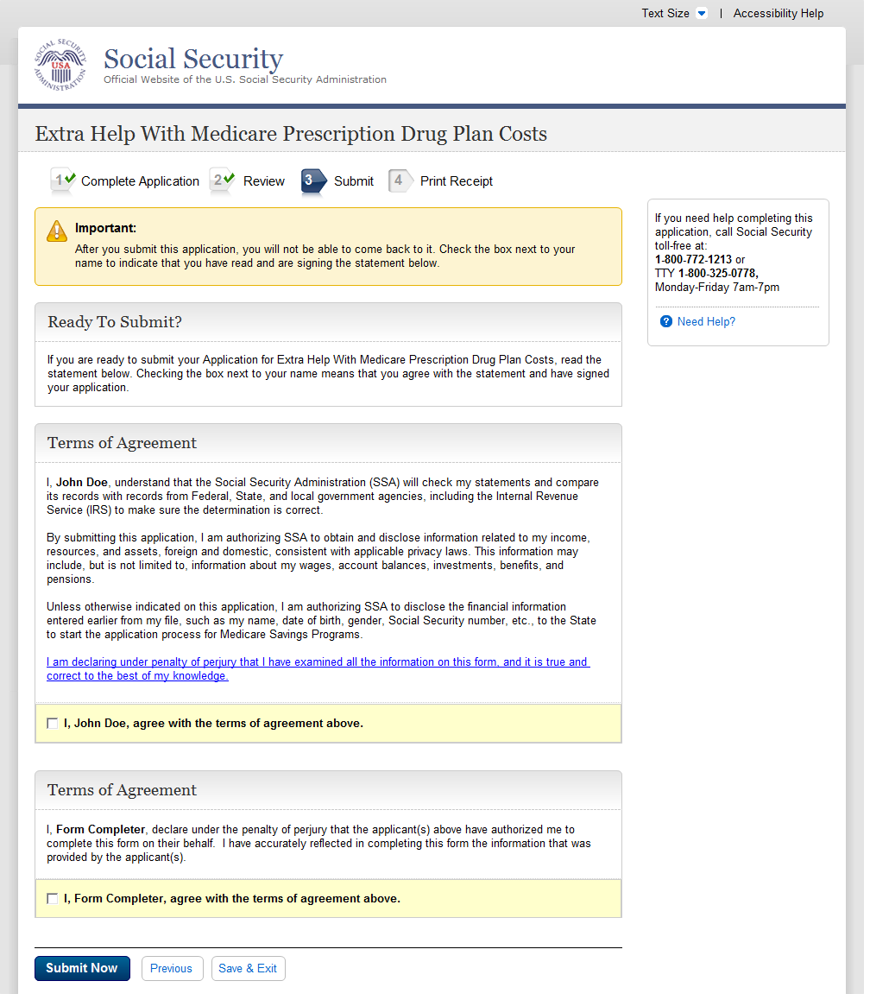 Text Size | Accessibility Help
SOCIAL SECURITY ADMINISTRATION
USA
Social Security
Official Website of the U.S. Social Security Administration
Extra Help With Medicare Prescription Drug Plan Costs
1 Complete Application 2 Review 3 Submit 4 Print Receipt
Important:
After you submit this application, you will not be able to come back to it. Check the box next to your
name to indicate that you have read and are signing the statement below.
If you need help completing this
application, call Social Security
toll-free at:
1-800-772-1213 or
TTY 1-800-325-0778,
Monday-Friday 7am-7pm
? Need Help?
Ready To Submit?
If you are ready to submit your Application for Extra Help With Medicare Prescription Drug Plan Costs, read the
statement below. Checking the box next to your name means that you agree with the statement and have signed
your application.
Terms of Agreement
I, John Doe, understand that the Social Security Administration (SSA) will check my statements and compare
its records with records from Federal, State, and local government agencies, including the Internal Revenue
Service (IRS) to make sure the determination is correct.
By submitting this application, I am authorizing SSA to obtain and disclose information related to my income,
resources, and assets, foreign and domestic, consistent with applicable privacy laws. This information may
include, but is not limited to, information about my wages, account balances, investments, benefits, and
pensions.
Unless otherwise indicated on this application, I am authorizing SSA to disclose the financial information
entered earlier from my file, such as my name, date of birth, gender, Social Security number, etc., to the State
to start the application process for Medicare Savings Programs.
I am declaring under penalty of perjury that I have examined all the information on this form, and it is true and
correct to the best of my knowledge.
I, John Doe, agree with the terms of agreement above.
Terms of Agreement
I, Form Completer, declare under the penalty of perjury that the applicant(s) above have authorized me to
complete this form on their behalf.  I have accurately reflected in completing this form the information that was
provided by the applicant(s).
I, Form Completer, agree with the terms of agreement above.
Submit Now Previous Save & Exit